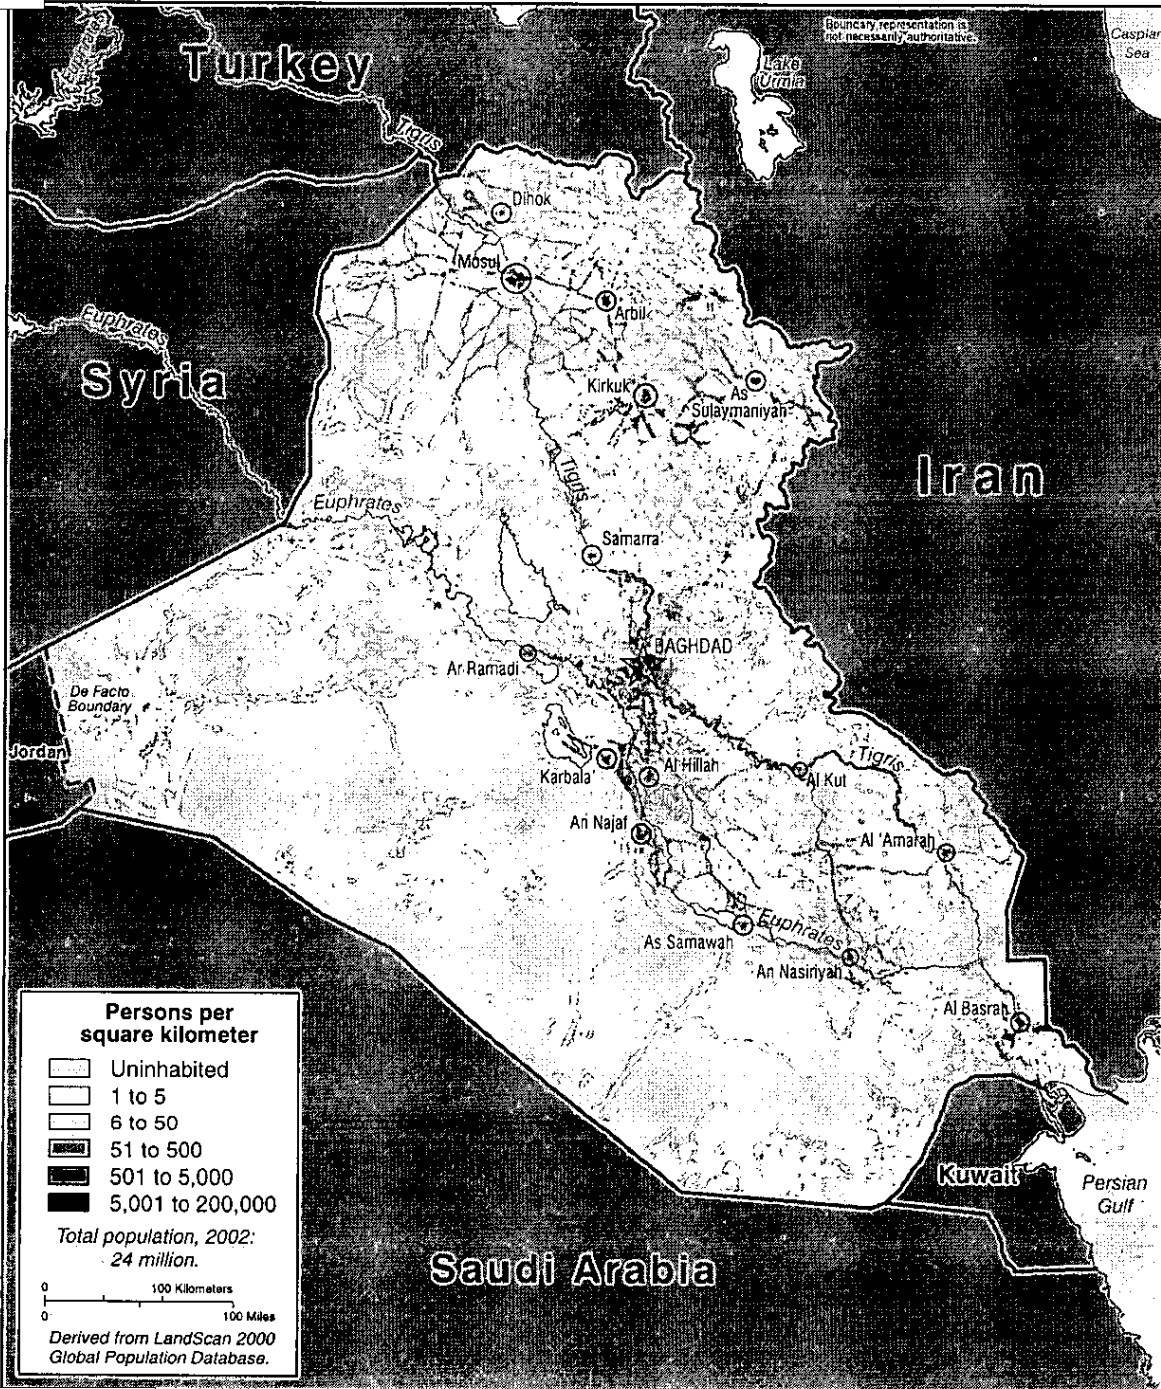 Boundary representation is
not necessarily authoritative.
Caspian
Sea
Turkey
Lake
Urmia
Tigris
Dihok
Mosul
Arbil
Euphrates
Syria
Kirkuk
As
Sulaymaniyah
Iran
Tigris
Euphrates
Samarra'
BAGHDAD
Ar Ramadi
De Facto
Boundary
Jordan
Tigris
Karbala'
Al Hillah
Al Kut
An Najaf
Al 'Amarah
Euphrates
As Samawah
An Nasiriyah
Al Basrah
Kuwait
Persian
Gulf
Saudi Arabia
Persons per
square kilometer
Uninhabited
1 to 5
6 to 50
51 to 500
501 to 5,000
5,001 to 200,000
Total population, 2002:
24 million.
0 100 Kilometers
0 100 Miles
Derived from LandScan 2000
Global Population Database.